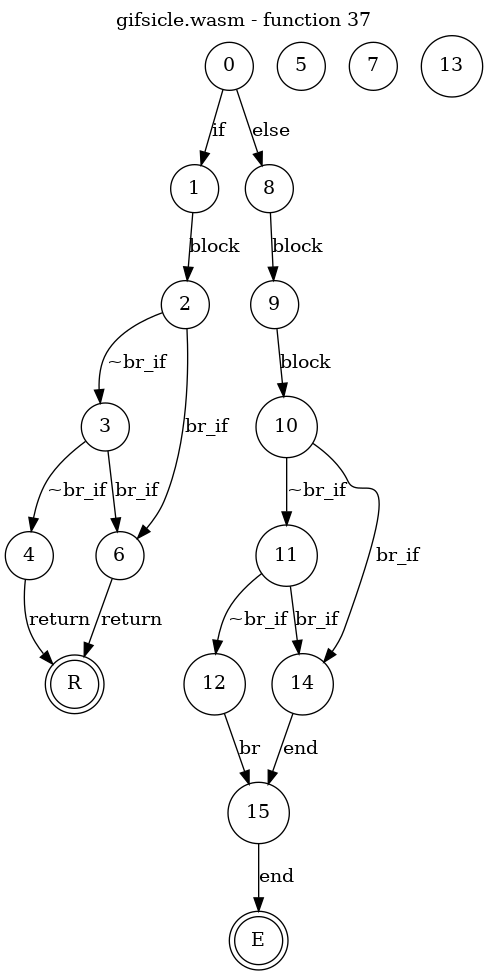 gifsicle.wasm - function 37
0 5 7 13
if else
1 8
block block
2 9
~br_if block
br_if
3 10
~br_if br_if ~br_if
br_if
4 6 11
return return ~br_if br_if
R 12 14
br end
15
end
E